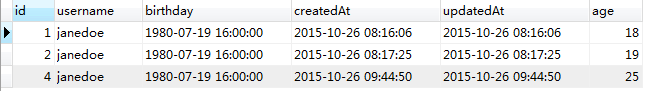 id username birthday createdAt updatedAt age
1 janedoe 1980-07-19 16:00:00 2015-10-26 08:16:06 2015-10-26 08:16:06 18
2 janedoe 1980-07-19 16:00:00 2015-10-26 08:17:25 2015-10-26 08:17:25 19
4 janedoe 1980-07-19 16:00:00 2015-10-26 09:44:50 2015-10-26 09:44:50 25